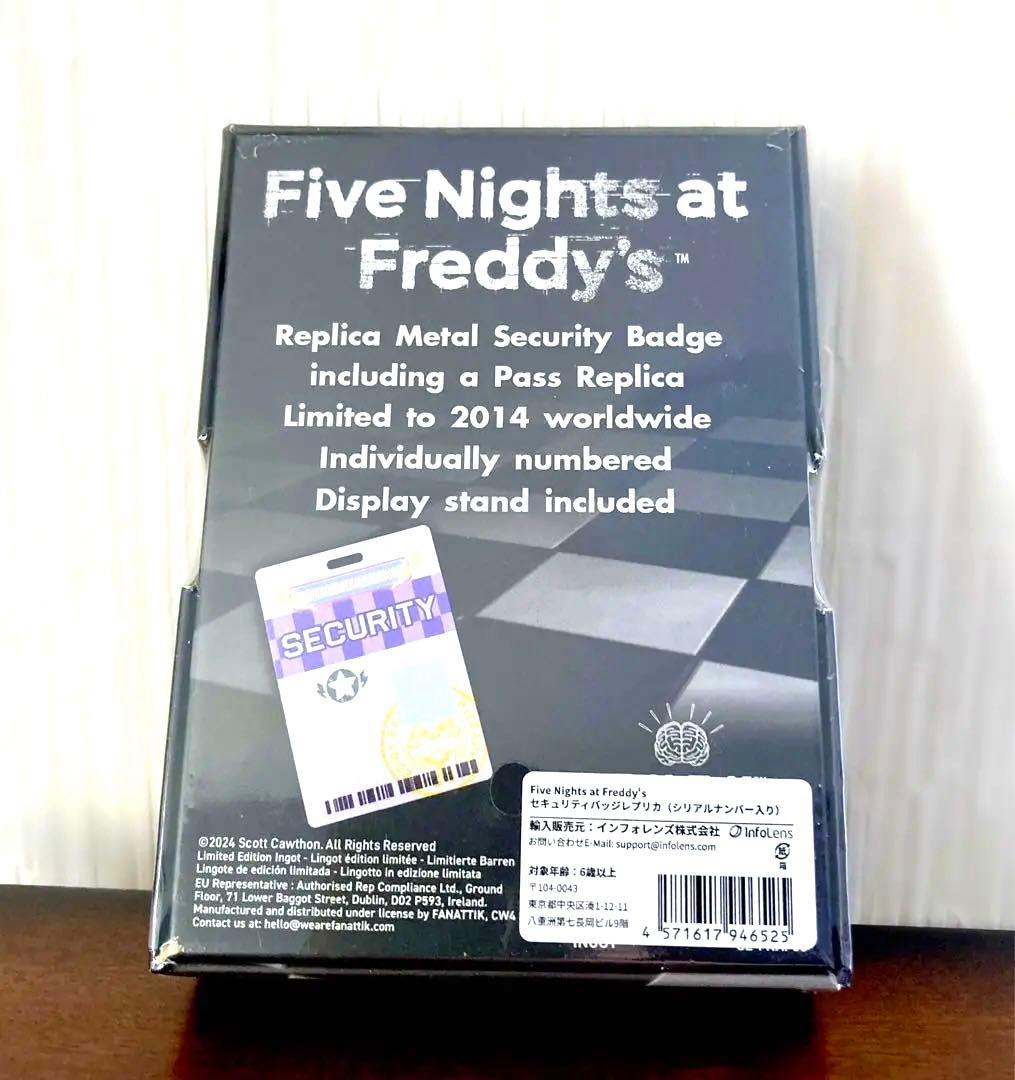 Five Nights at
Freddy's™
Replica Metal Security Badge
including a Pass Replica
Limited to 2014 worldwide
Individually numbered
Display stand included
SECURITY
©2024 Scott Cawthon. All Rights Reserved
Limited Edition Ingot - Lingot édition limitée - Limitierte Barren
Lingote de edición limitada - Lingotto in edizione limitata
EU Representative : Authorised Rep Compliance Ltd., Ground
Floor, 71 Lower Baggot Street, Dublin, D02 P593, Ireland.
Manufactured and distributed under license by FANATTIK, CW4
Contact us at: hello@wearefanattik.com
Five Nights at Freddy's
セキュリティバッジレプリカ（シリアルナンバー入り）
輸入販売元：インフォレンズ株式会社 InfoLens
お問い合わせE-Mail: support@infolens.com
紙
箱
対象年齢：6歳以上
〒104-0043
東京都中央区湊1-12-11
八重洲第七長岡ビル9階
4 571617 946525